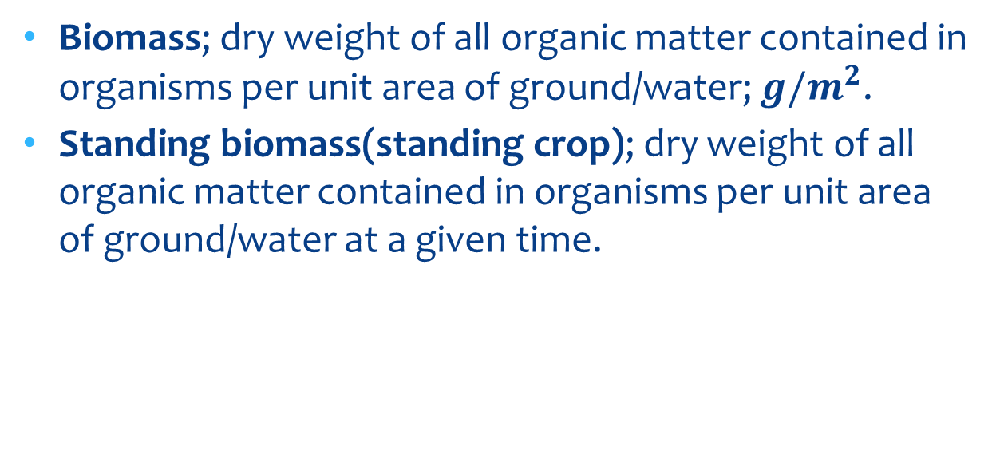 • Biomass; dry weight of all organic matter contained in
organisms per unit area of ground/water; g/m².
• Standing biomass(standing crop); dry weight of all
organic matter contained in organisms per unit area
of ground/water at a given time.